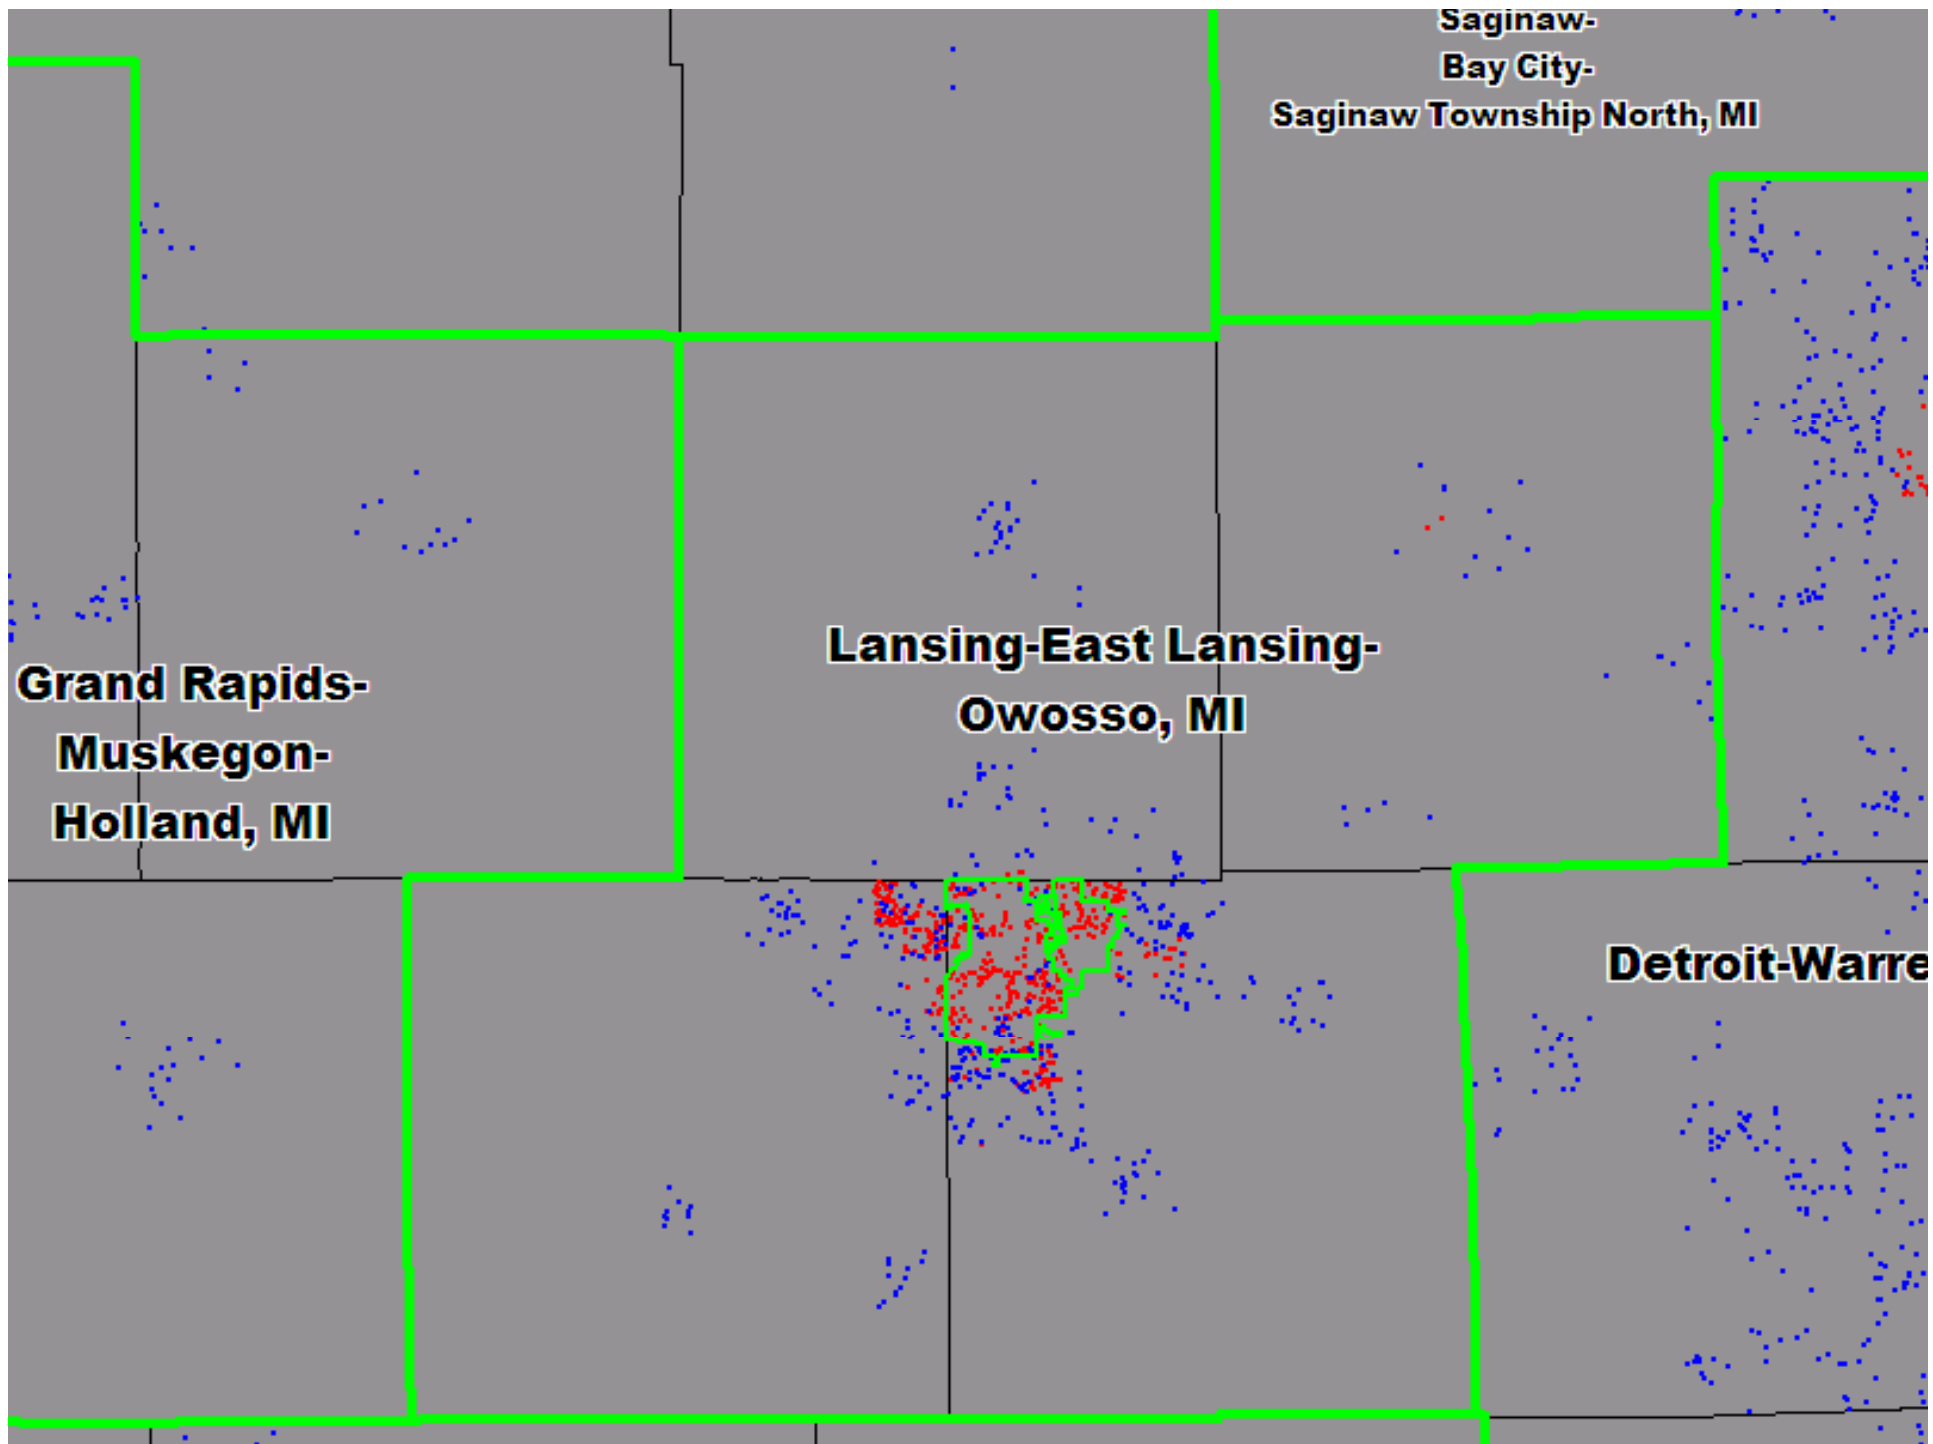 Saginaw-
Bay City-
Saginaw Township North, MI
Lansing-East Lansing-
Owosso, MI
Grand Rapids-
Muskegon-
Holland, MI
Detroit-Warre